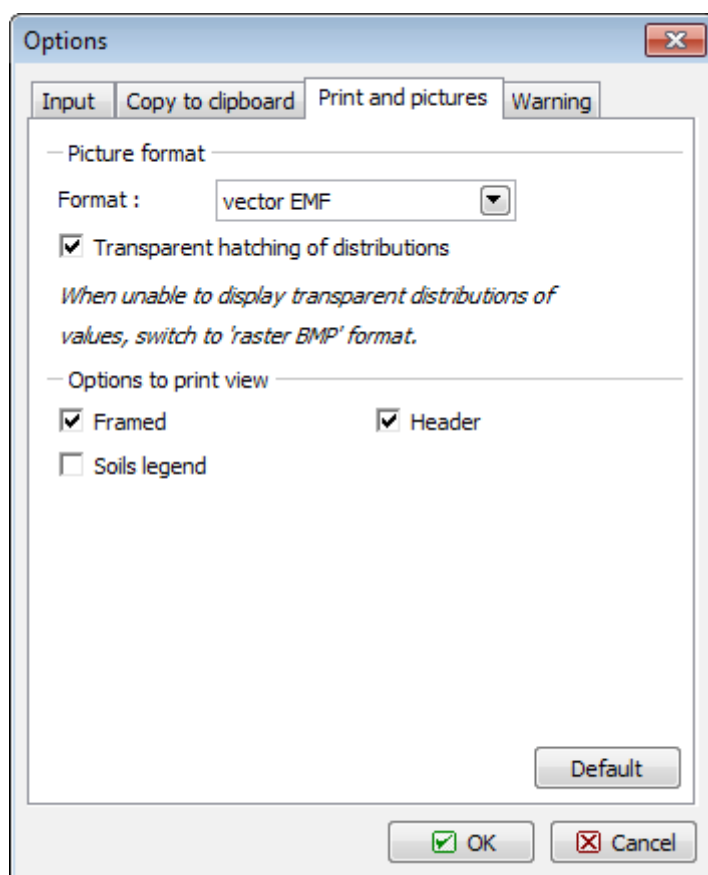 Options
Input Copy to clipboard Print and pictures Warning
Picture format
Format : vector EMF
Transparent hatching of distributions
When unable to display transparent distributions of
values, switch to 'raster BMP' format.
Options to print view
Framed Header
Soils legend
Default
OK Cancel